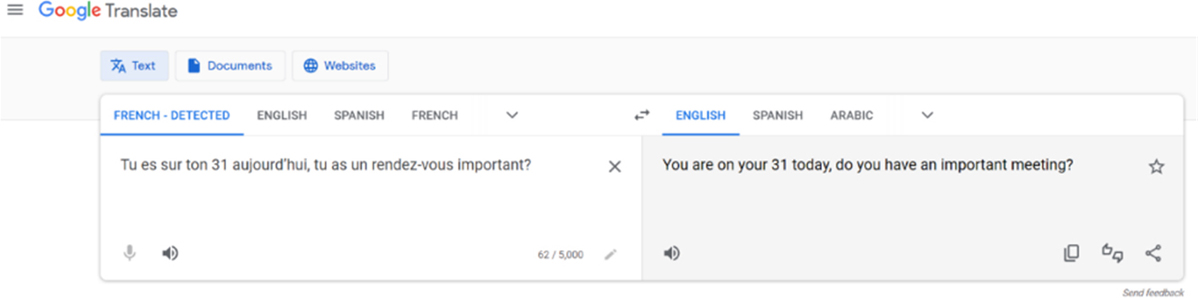 Google Translate
Text Documents Websites
FRENCH - DETECTED ENGLISH SPANISH FRENCH ENGLISH SPANISH ARABIC
Tu es sur ton 31 aujourd'hui, tu as un rendez-vous important? You are on your 31 today, do you have an important meeting?
62 / 5,000
Send feedback